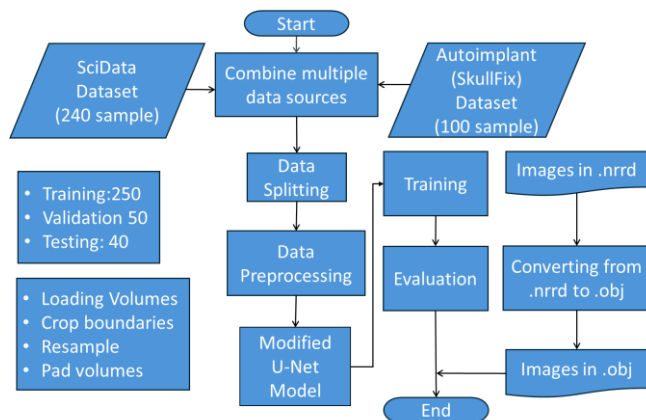 Start
SciData
Dataset
(240 sample)
Combine multiple
data sources
Autoimplant
(SkullFix)
Dataset
(100 sample)
Data
Splitting
Training
Images in .nrrd
• Training:250
• Validation 50
• Testing: 40
Data
Preprocessing
Evaluation
Converting from
.nrrd to .obj
• Loading Volumes
• Crop boundaries
• Resample
• Pad volumes
Modified
U-Net
Model
Images in .obj
End